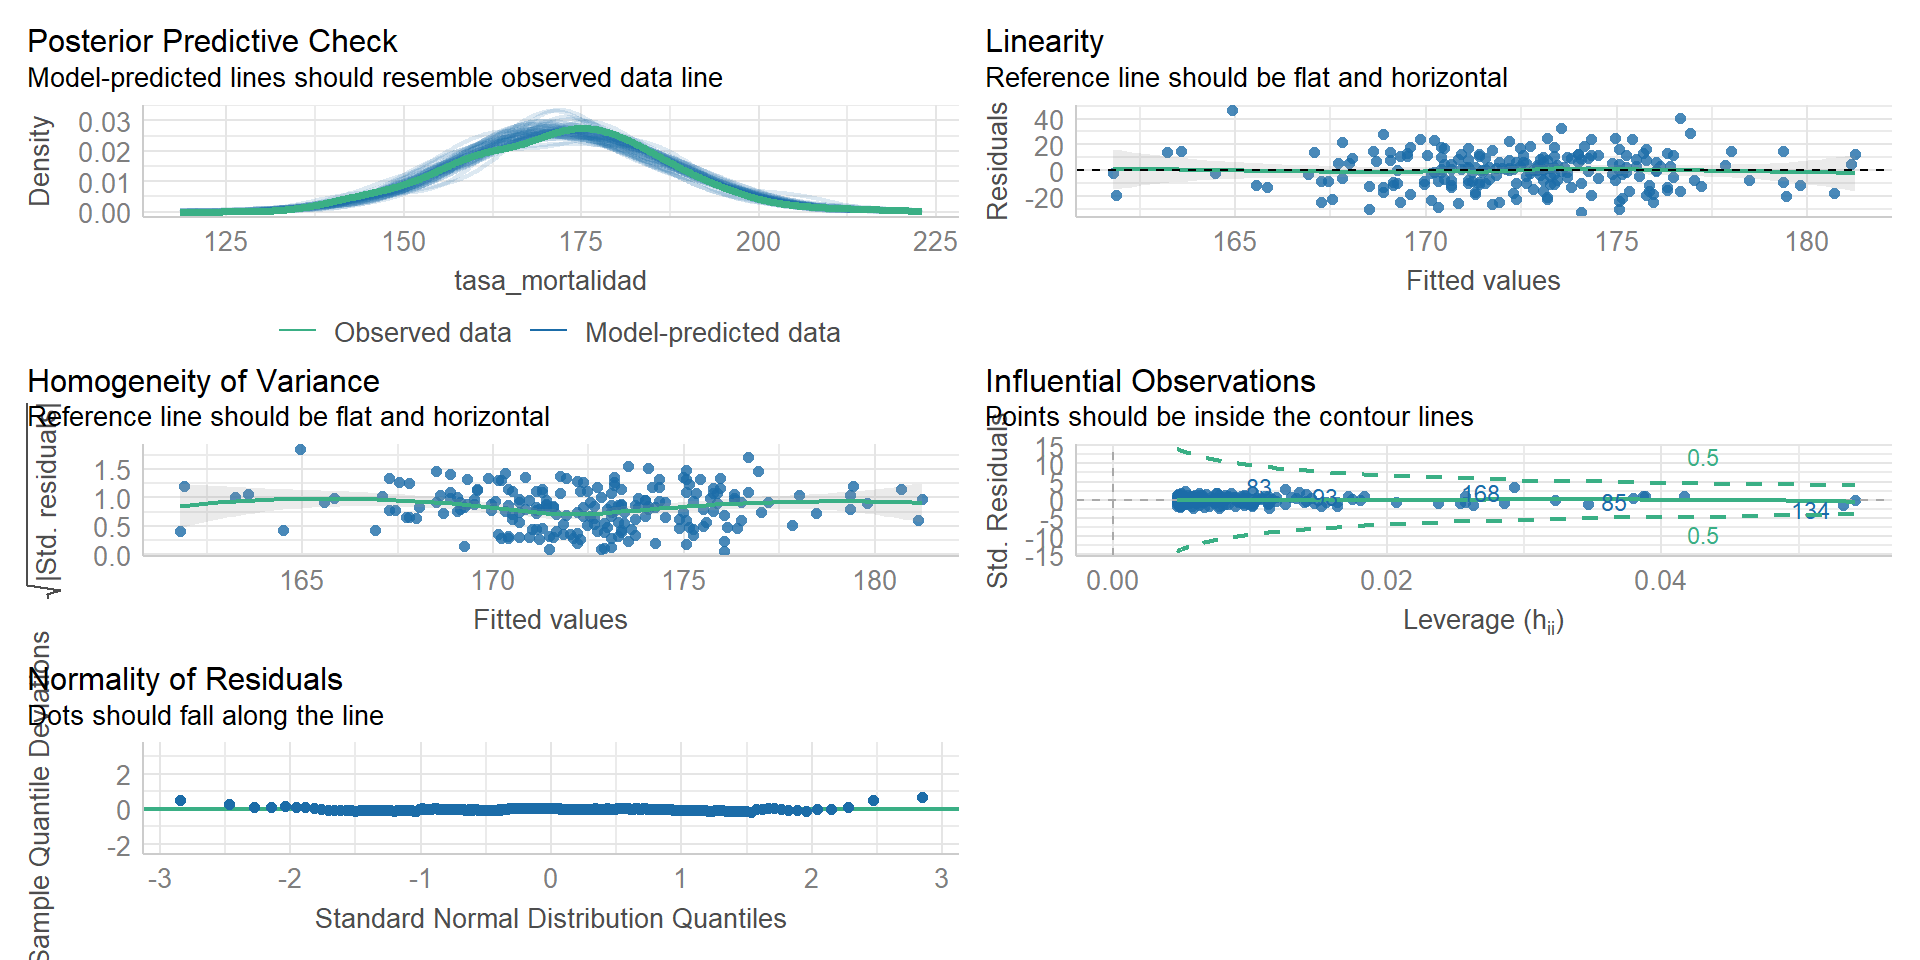 Posterior Predictive Check
Model-predicted lines should resemble observed data line
Density
0.03
0.02
0.01
0.00
125 150 175 200 225
tasa_mortalidad
Observed data Model-predicted data
Linearity
Reference line should be flat and horizontal
Residuals
40
20
0
-20
165 170 175 180
Fitted values
Homogeneity of Variance
Reference line should be flat and horizontal
√|Std. residuals|
1.5
1.0
0.5
0.0
165 170 175 180
Fitted values
Influential Observations
Points should be inside the contour lines
Std. Residuals
15
10
5
0
-5
-10
-15
0.5
83
93
168
85
134
0.5
0.00 0.02 0.04
Leverage (hii)
Normality of Residuals
Dots should fall along the line
Sample Quantile Deviations
2
0
-2
-3 -2 -1 0 1 2 3
Standard Normal Distribution Quantiles